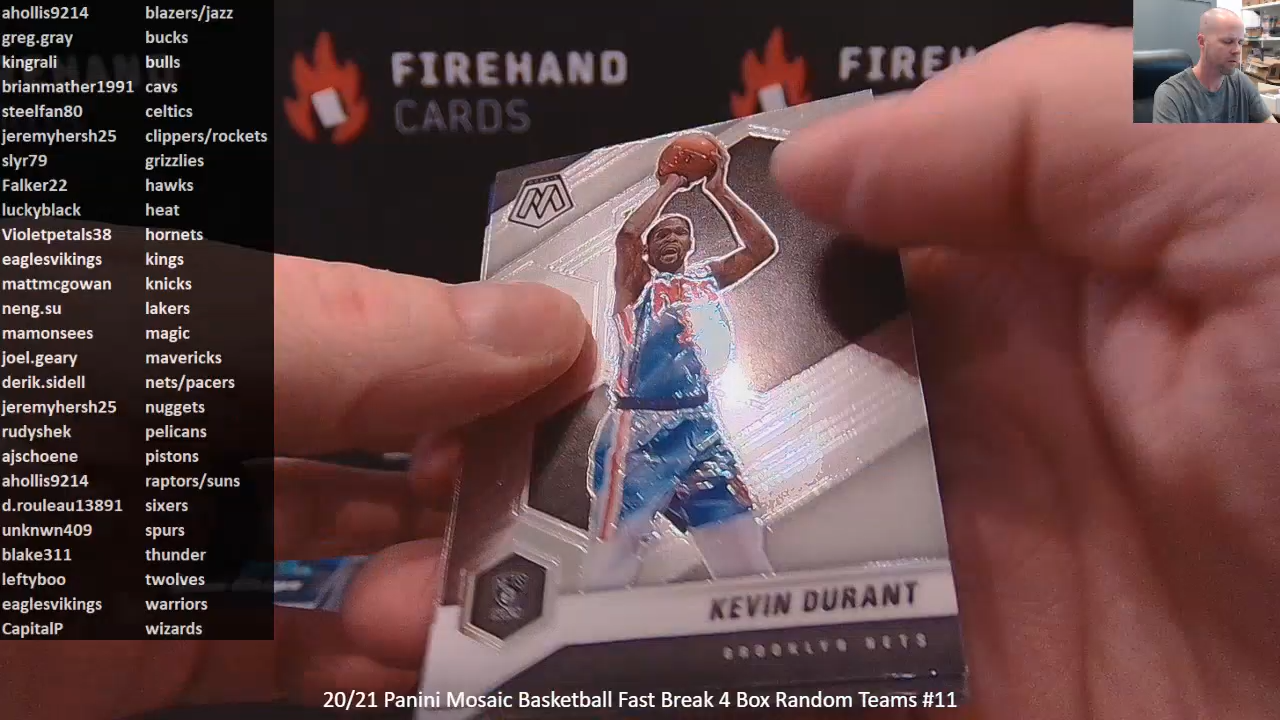 ahollis9214 blazers/jazz
greg.gray bucks
kingrali bulls
brianmather1991 cavs
steelfan80 celtics
jeremyhersh25 clippers/rockets
slyr79 grizzlies
Falker22 hawks
luckyblack heat
Violetpetals38 hornets
eaglesvikings kings
mattmcgowan knicks
neng.su lakers
mamonsees magic
joel.geary mavericks
derik.sidell nets/pacers
jeremyhersh25 nuggets
rudyshek pelicans
ajschoene pistons
ahollis9214 raptors/suns
d.rouleau13891 sixers
unknwn409 spurs
blake311 thunder
leftyboo twolves
eaglesvikings warriors
CapitalP wizards
FIREHAND
CARDS
FIREH
M
NETS
KEVIN DURANT
BROOKLYN NETS
20/21 Panini Mosaic Basketball Fast Break 4 Box Random Teams #11